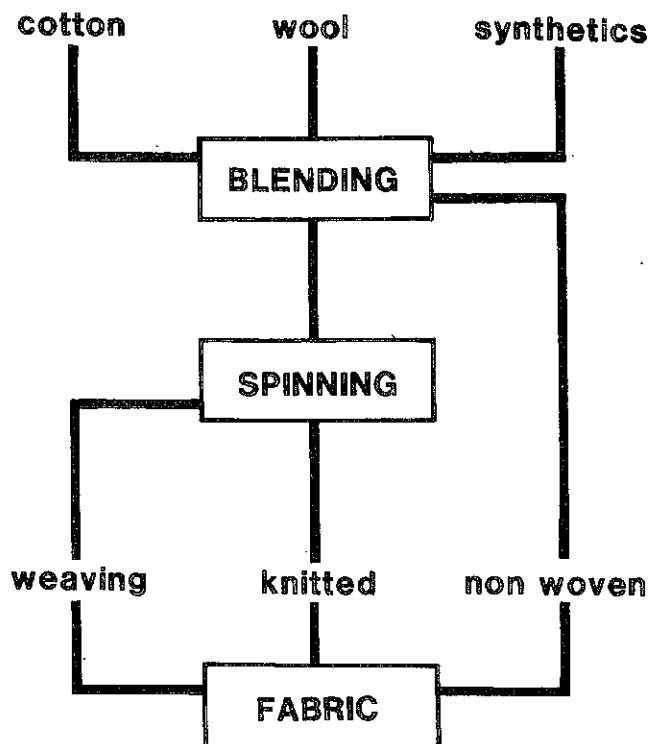 cotton wool synthetics
BLENDING
SPINNING
weaving knitted non woven
FABRIC